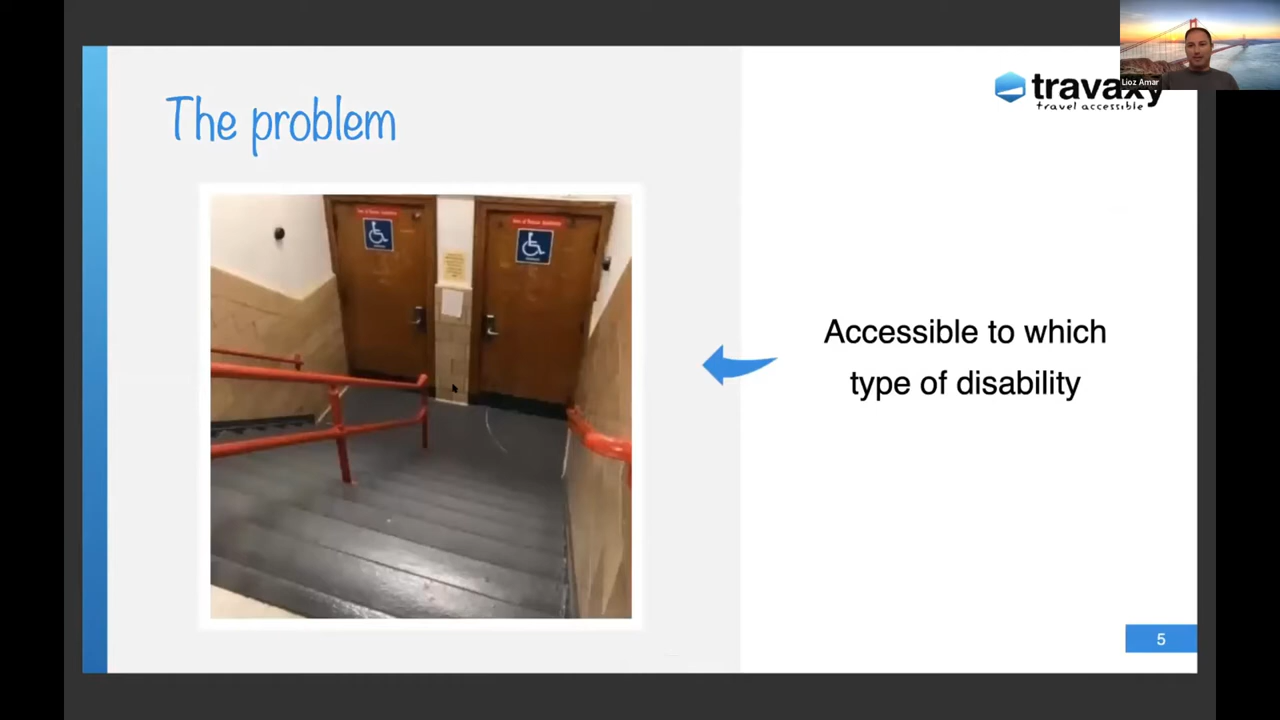 The problem
travaxy
travel accessible
Lioz Amar
Accessible to which
type of disability
5